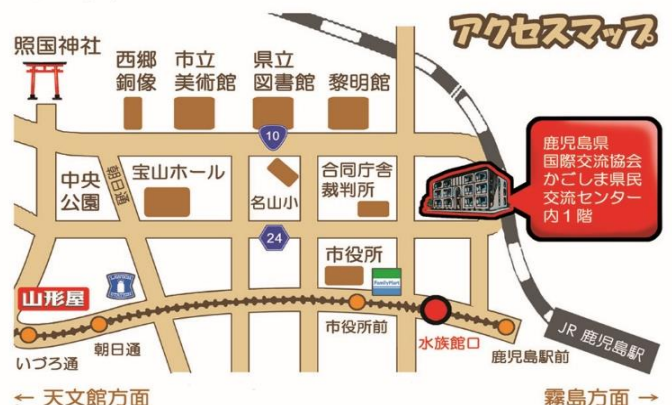 アクセスマップ
照国神社
西郷
銅像
市立
美術館
県立
図書館
黎明館
10
鹿児島県
国際交流協会
かごしま県民
交流センター
内1階
中央
公園
朝日通
宝山ホール
名山小
合同庁舎
裁判所
24
市役所
LAWSON
STATION
FamilyMart
山形屋
いづろ通
朝日通
市役所前
水族館口
鹿児島駅前
JR 鹿児島駅
← 天文館方面
霧島方面 →